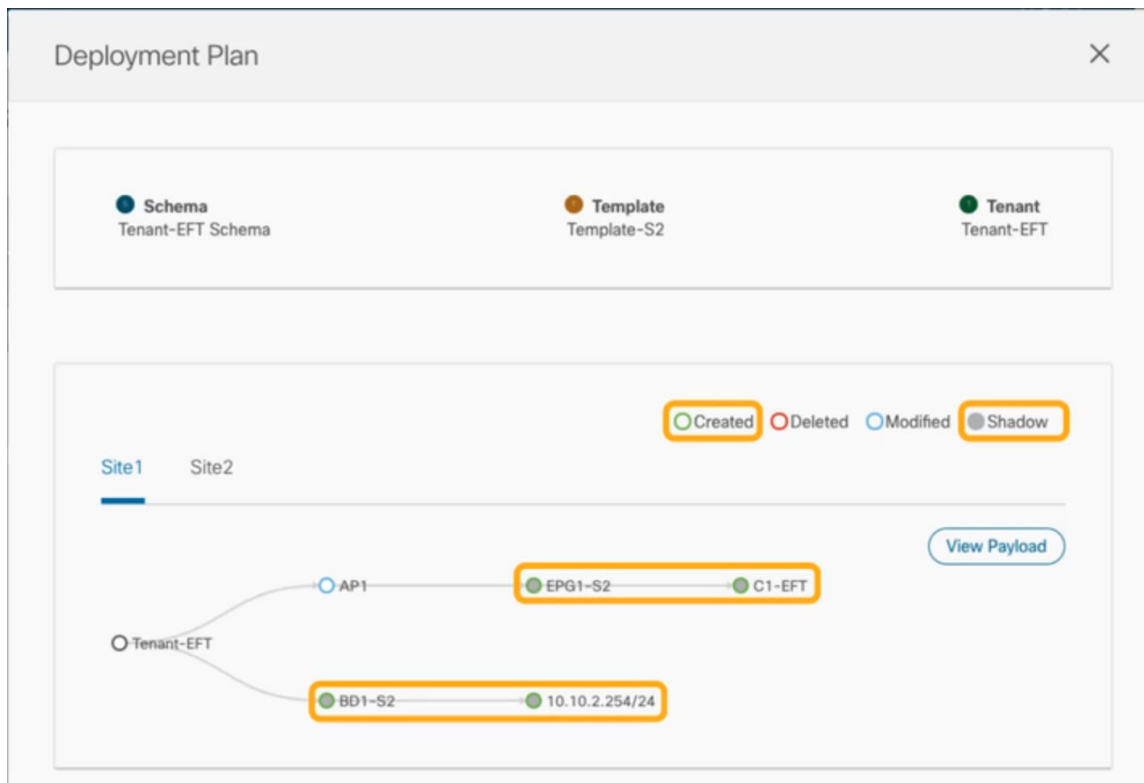 Deployment Plan
Schema
Tenant-EFT Schema
Template
Template-S2
Tenant
Tenant-EFT
Created Deleted Modified Shadow
Site1 Site2
View Payload
AP1 EPG1-S2 C1-EFT
Tenant-EFT
BD1-S2 10.10.2.254/24